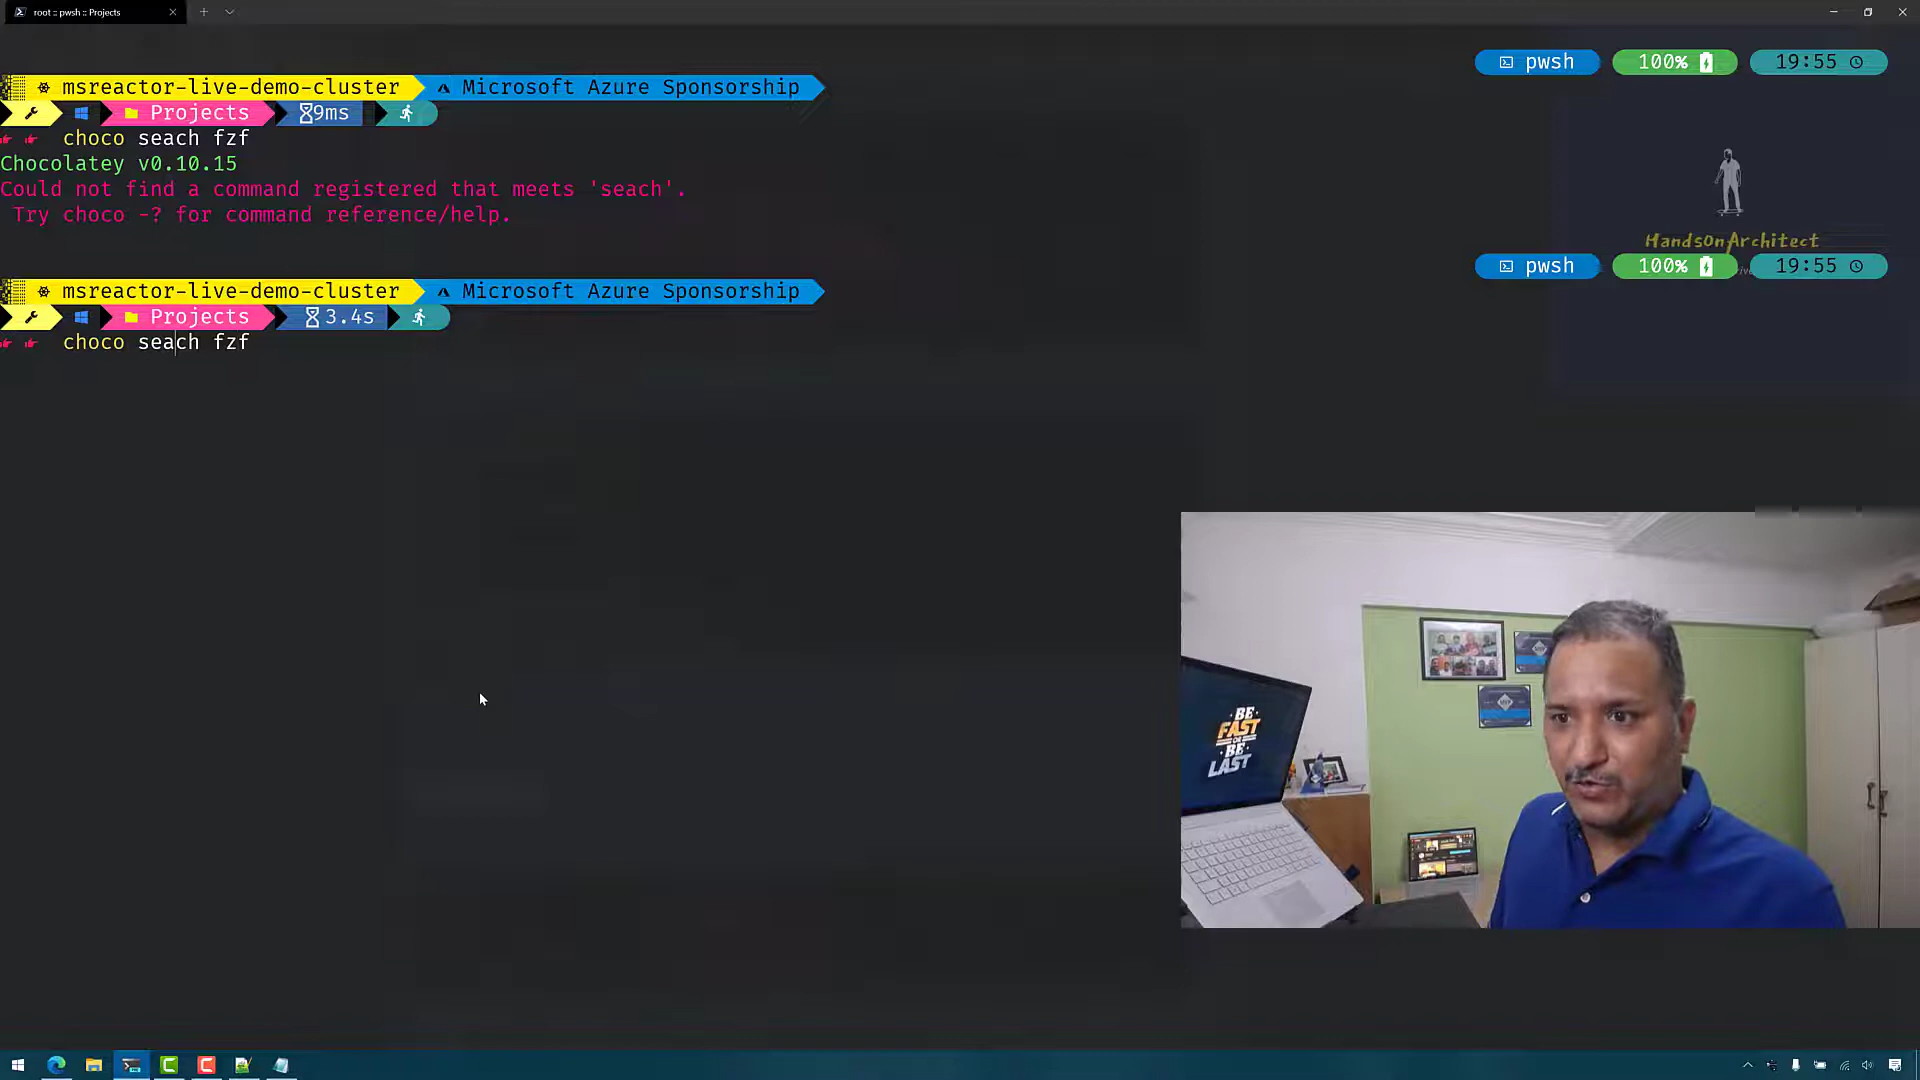 root :: pwsh :: Projects
pwsh 100% 19:55
msreactor-live-demo-cluster Microsoft Azure Sponsorship
Projects 9ms
choco seach fzf
Chocolatey v0.10.15
Could not find a command registered that meets 'seach'.
Try choco -? for command reference/help.
HandsOnArchitect
pwsh 100% 19:55
msreactor-live-demo-cluster Microsoft Azure Sponsorship
Projects 3.4s
choco seach fzf
BE
FAST
OR
BE
LAST